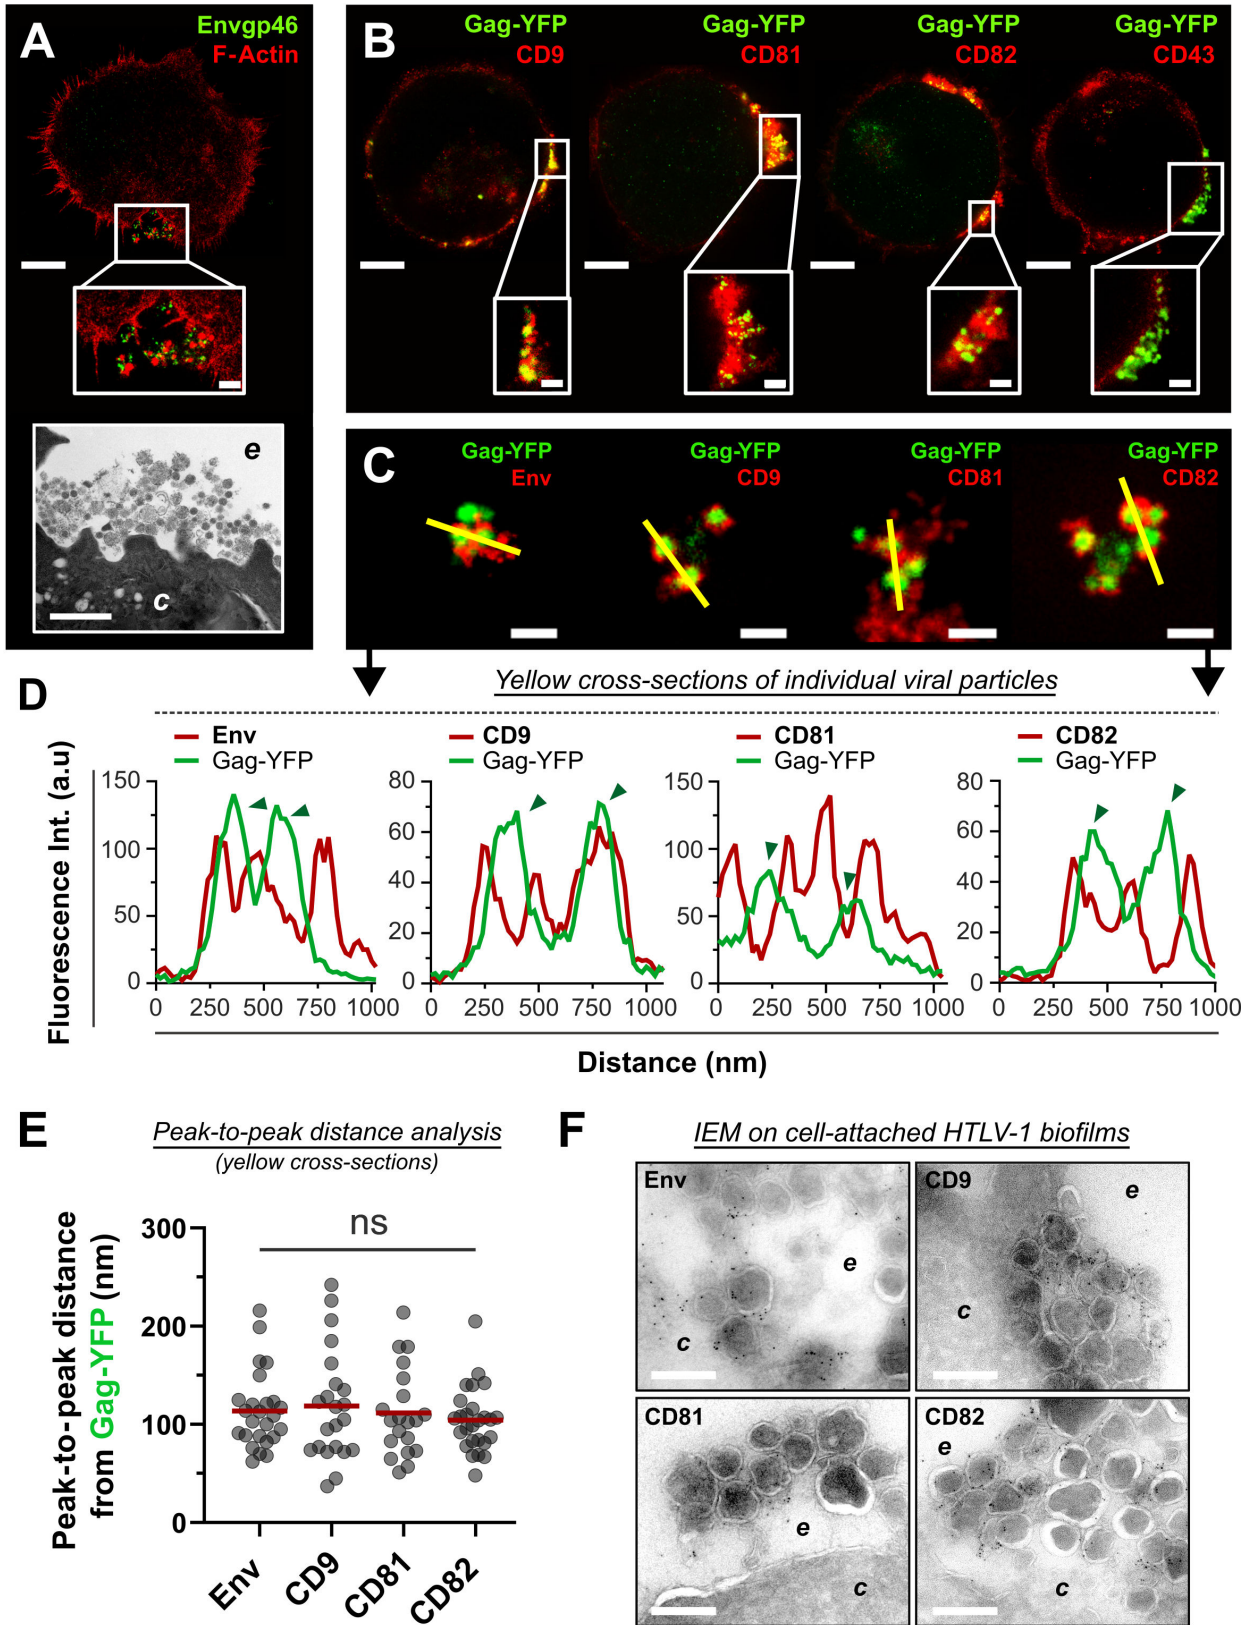 A
Envgp46
F-Actin
e
c
B
Gag-YFP
CD9
Gag-YFP
CD81
Gag-YFP
CD82
Gag-YFP
CD43
C
Gag-YFP
Env
Gag-YFP
CD9
Gag-YFP
CD81
Gag-YFP
CD82
D
Yellow cross-sections of individual viral particles
Fluorescence Int. (a.u)
Env
Gag-YFP
150
100
50
0
0 250 500 750 1000
CD9
Gag-YFP
80
60
40
20
0
0 250 500 750 1000
CD81
Gag-YFP
150
100
50
0
0 250 500 750 1000
CD82
Gag-YFP
80
60
40
20
0
0 250 500 750 1000
Distance (nm)
E
Peak-to-peak distance analysis
(yellow cross-sections)
Peak-to-peak distance
from Gag-YFP (nm)
ns
300
200
100
0
Env
CD9
CD81
CD82
F
IEM on cell-attached HTLV-1 biofilms
Env
e
c
CD9
e
c
CD81
e
c
CD82
e
c